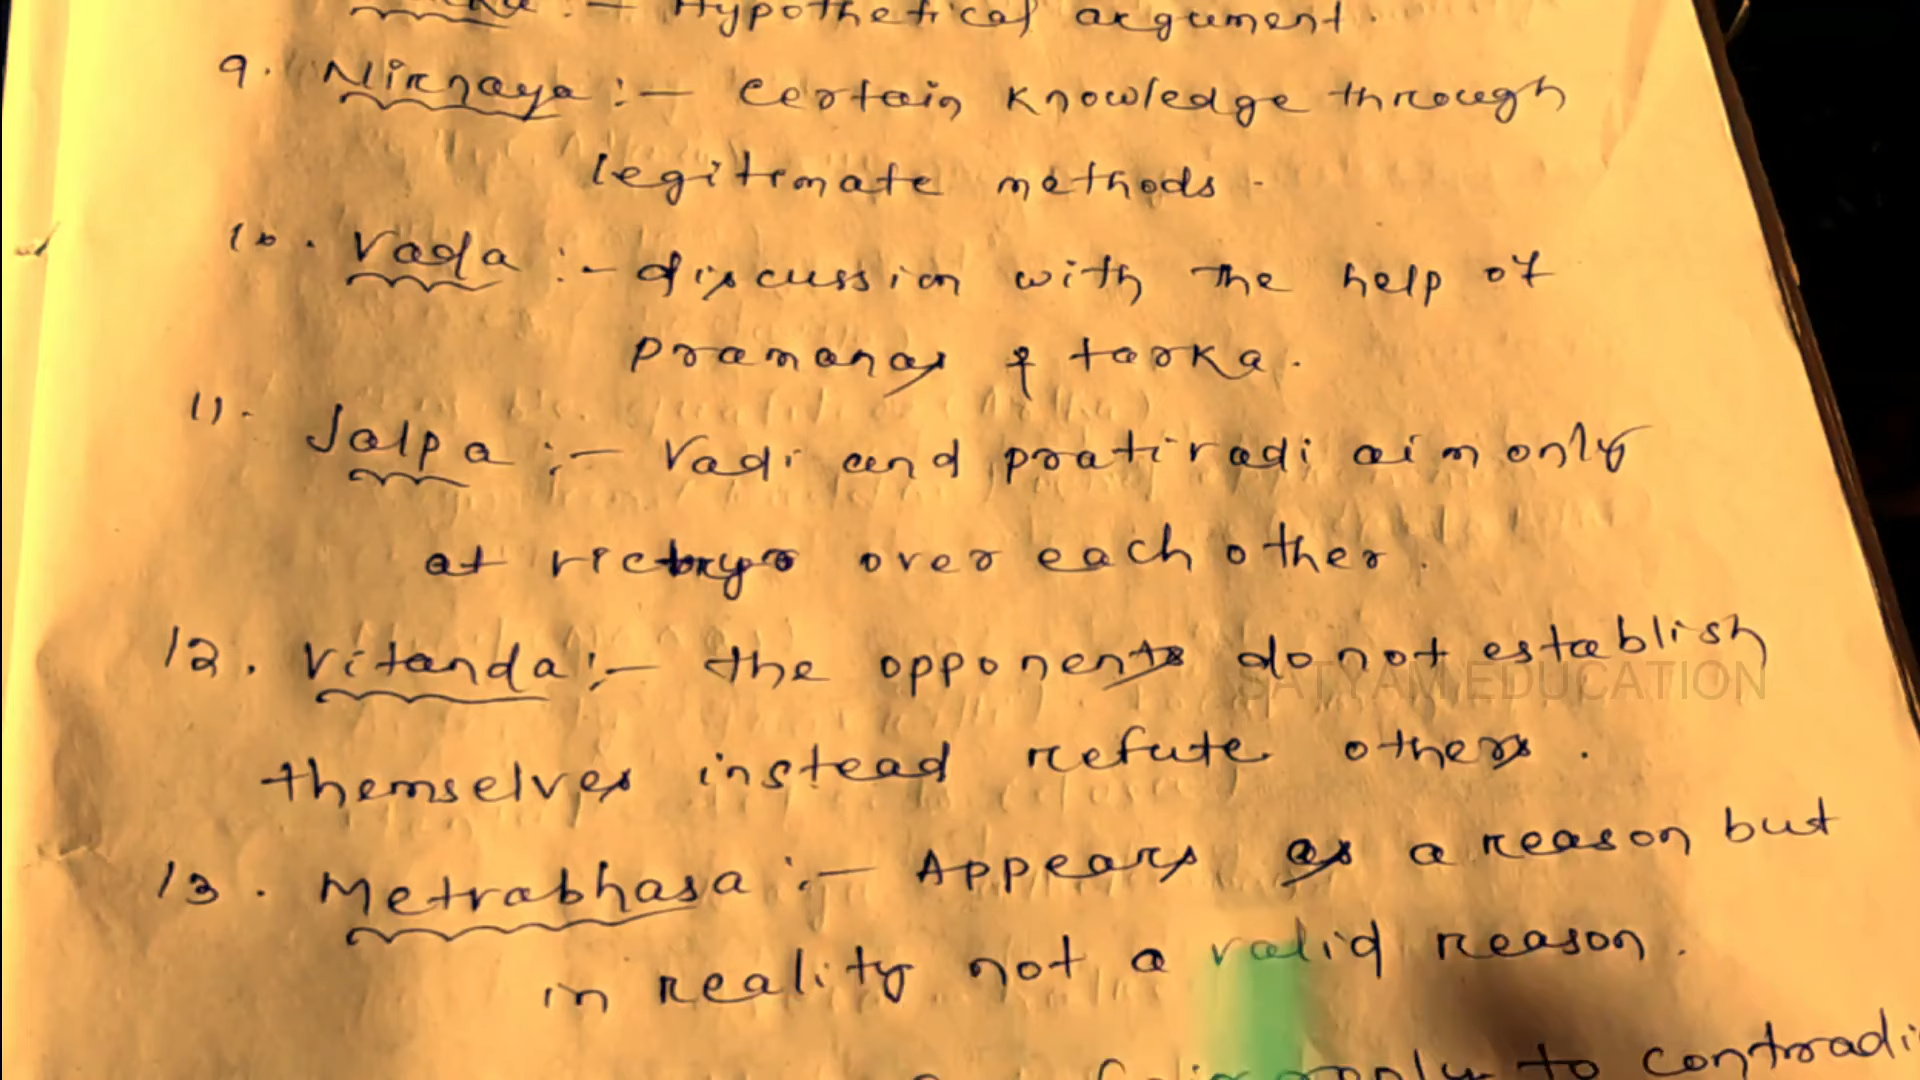 :- Hypothetical argument.
9. Nirnaya :- Certain knowledge through
legitimate methods.
10. Vada :- discussion with the help of
pramanas & tarka.
11. Jalpa :- Vadi and prativadi aim only
at victory over each other.
12. Vitanda :- the opponents do not establish
SATYAM EDUCATION
themselves instead refute others.
13. Metrabhasa :- Appears as a reason but
in reality not a valid reason.
to contradi